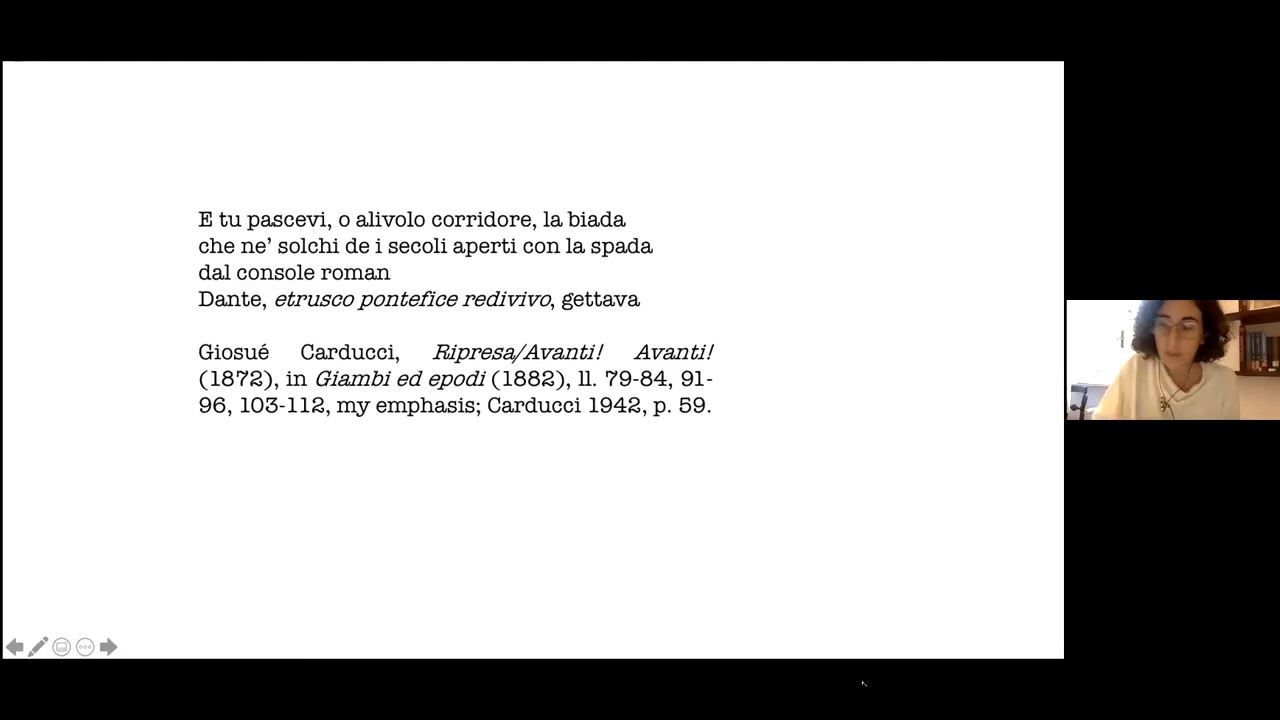 E tu pascevi, o alivolo corridore, la biada
che ne’ solchi de i secoli aperti con la spada
dal console roman
Dante, etrusco pontefice redivivo, gettava
Giosué Carducci, Ripresa/Avanti! Avanti!
(1872), in Giambi ed epodi (1882), ll. 79-84, 91-
96, 103-112, my emphasis; Carducci 1942, p. 59.